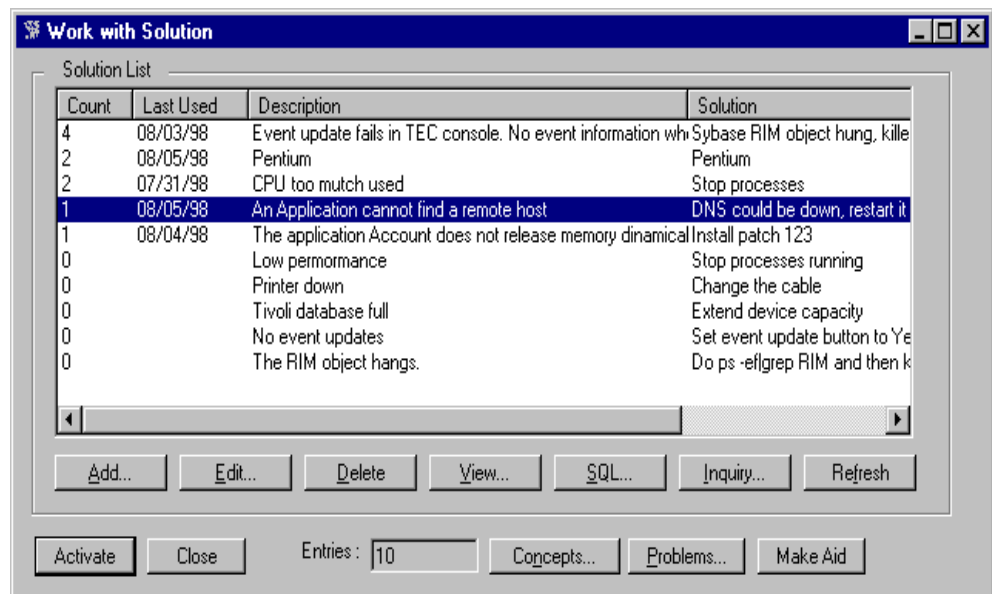 Work with Solution
Solution List
Count Last Used Description Solution
4 08/03/98 Event update fails in TEC console. No event information wh Sybase RIM object hung, kille
2 08/05/98 Pentium Pentium
2 07/31/98 CPU too mutch used Stop processes
1 08/05/98 An Application cannot find a remote host DNS could be down, restart it
1 08/04/98 The application Account does not release memory dinamical Install patch 123
0 Low permormance Stop processes running
0 Printer down Change the cable
0 Tivoli database full Extend device capacity
0 No event updates Set event update button to Ye
0 The RIM object hangs. Do ps -ef|grep RIM and then k
Add... Edit... Delete View... SQL... Inquiry... Refresh
Activate Close Entries : 10 Concepts... Problems... Make Aid